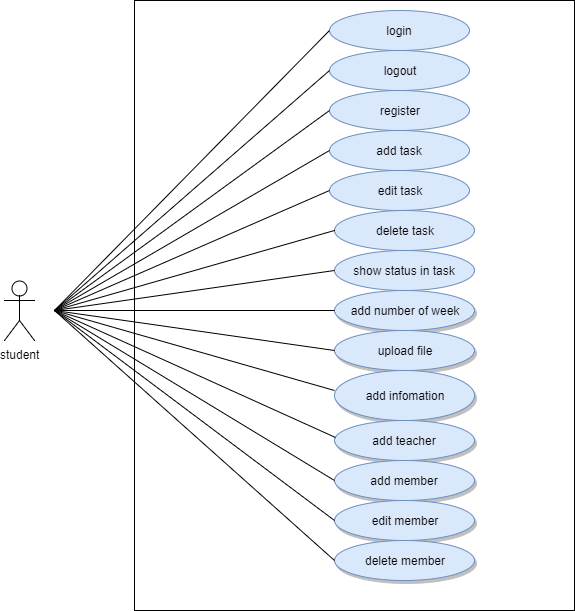 login
logout
register
add task
edit task
delete task
show status in task
add number of week
student
upload file
add infomation
add teacher
add member
edit member
delete member